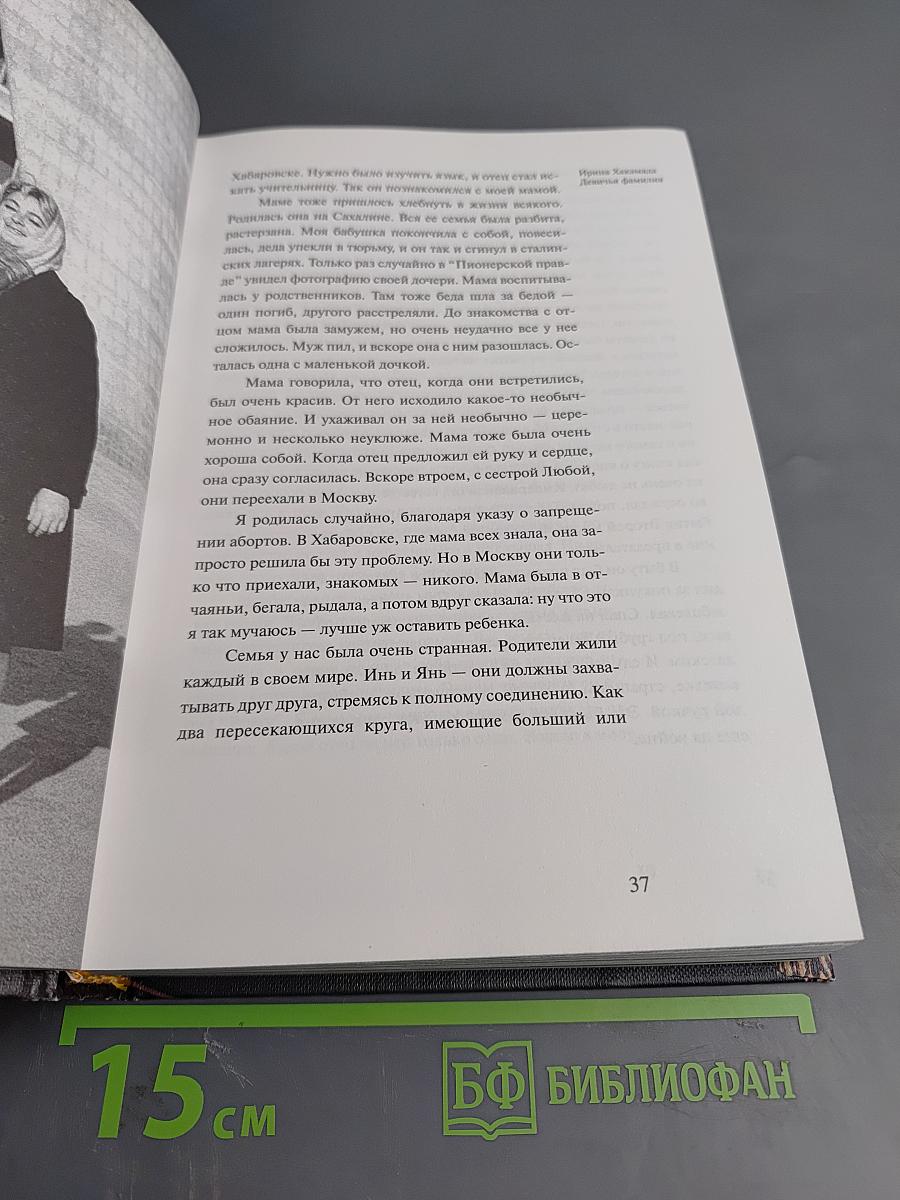 Ирина Хакамада
Девичья фамилия
Хабаровске. Нужно было изучить язык, и отец стал ис-
кать учительницу. Так он познакомился с моей мамой.
Маме тоже пришлось хлебнуть в жизни всякого.
Родилась она на Сахалине. Вся ее семья была разбита,
растерзана. Моя бабушка покончила с собой, повеси-
лась, деда упекли в тюрьму, и он так и сгинул в сталин-
ских лагерях. Только раз случайно в "Пионерской прав-
де" увидел фотографию своей дочери. Мама воспитыва-
лась у родственников. Там тоже беда шла за бедой —
один погиб, другого расстреляли. До знакомства с от-
цом мама была замужем, но очень неудачно все у нее
сложилось. Муж пил, и вскоре она с ним разошлась. Ос-
талась одна с маленькой дочкой.
Мама говорила, что отец, когда они встретились,
был очень красив. От него исходило какое-то необыч-
ное обаяние. И ухаживал он за ней необычно — цере-
монно и несколько неуклюже. Мама тоже была очень
хороша собой. Когда отец предложил ей руку и сердце,
она сразу согласилась. Вскоре втроем, с сестрой Любой,
они переехали в Москву.
Я родилась случайно, благодаря указу о запреще-
нии абортов. В Хабаровске, где мама всех знала, она за-
просто решила бы эту проблему. Но в Москву они толь-
ко что приехали, знакомых — никого. Мама была в от-
чаяньи, бегала, рыдала, а потом вдруг сказала: ну что это
я так мучаюсь — лучше уж оставить ребенка.
Семья у нас была очень странная. Родители жили
каждый в своем мире. Инь и Янь — они должны захва-
тывать друг друга, стремясь к полному соединению. Как
два пересекающихся круга, имеющие больший или
37
15 см
БФ БИБЛИОФАН